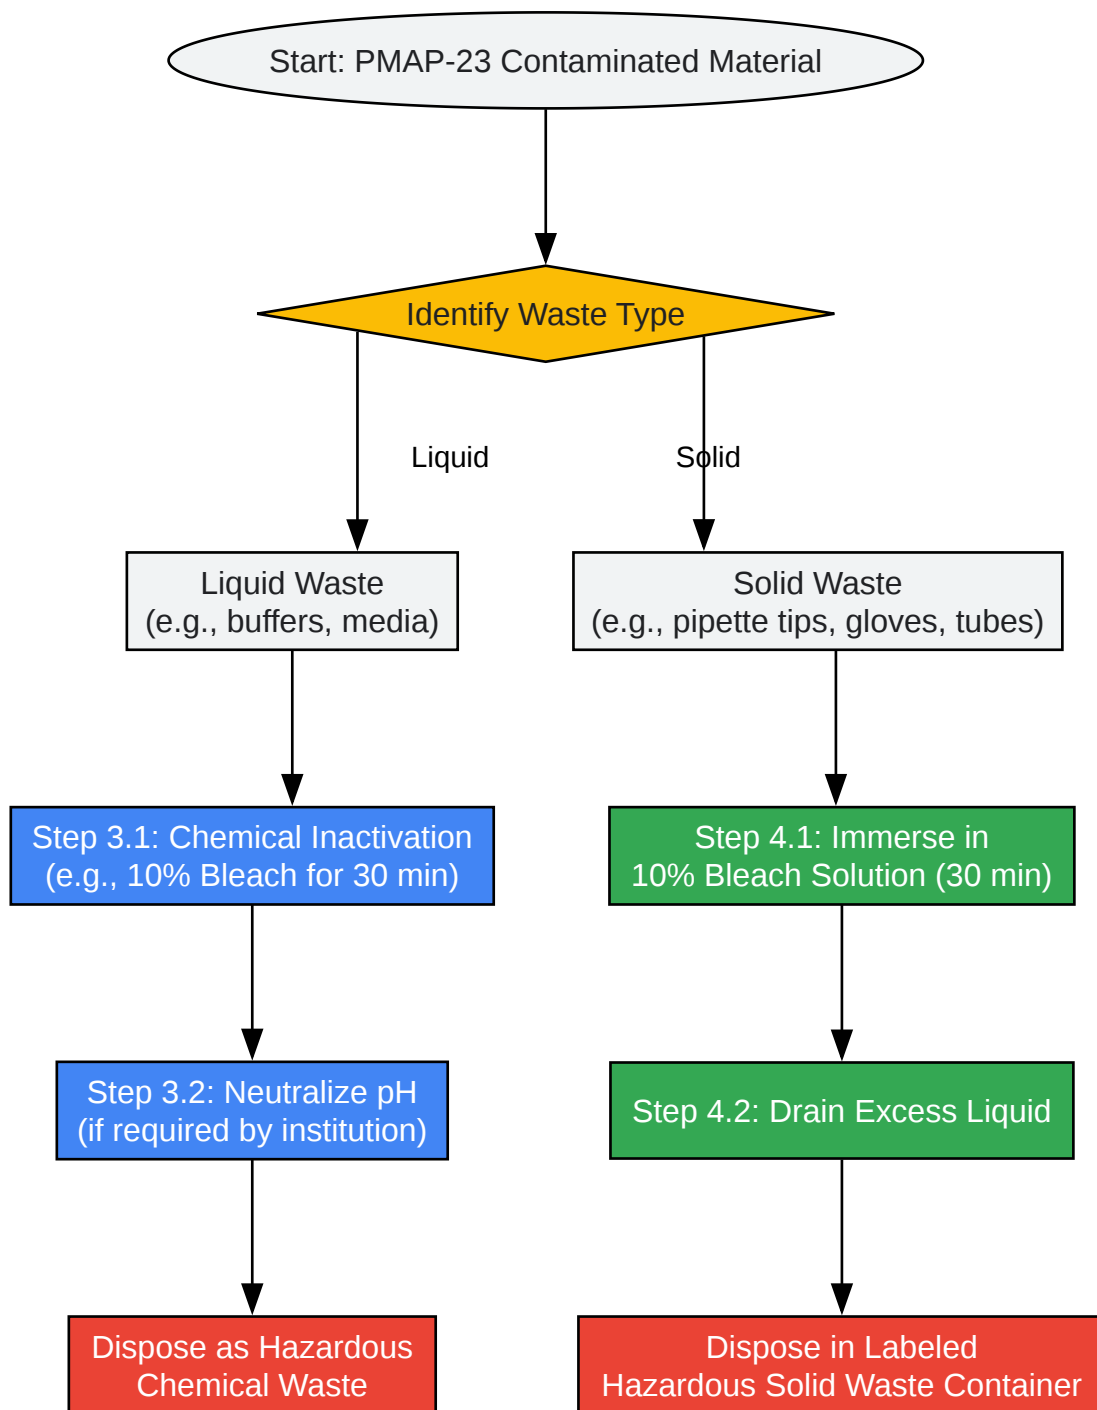 Start: PMAP-23 Contaminated Material
Identify Waste Type
Liquid
Solid
Liquid Waste
(e.g., buffers, media)
Solid Waste
(e.g., pipette tips, gloves, tubes)
Step 3.1: Chemical Inactivation
(e.g., 10% Bleach for 30 min)
Step 4.1: Immerse in
10% Bleach Solution (30 min)
Step 3.2: Neutralize pH
(if required by institution)
Step 4.2: Drain Excess Liquid
Dispose as Hazardous
Chemical Waste
Dispose in Labeled
Hazardous Solid Waste Container